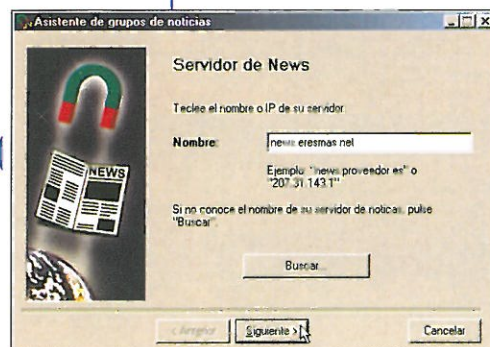 Asistente de grupos de noticias
NEWS
Servidor de News
Teclee el nombre o IP de su servidor
Nombre: news.eresmas.net
Ejemplo: "news.proveedor.es" o
"207.31.143.1"
Si no conoce el nombre de su servidor de noticas, pulse
"Buscar".
Buscar...
< Anterior Siguiente > Cancelar